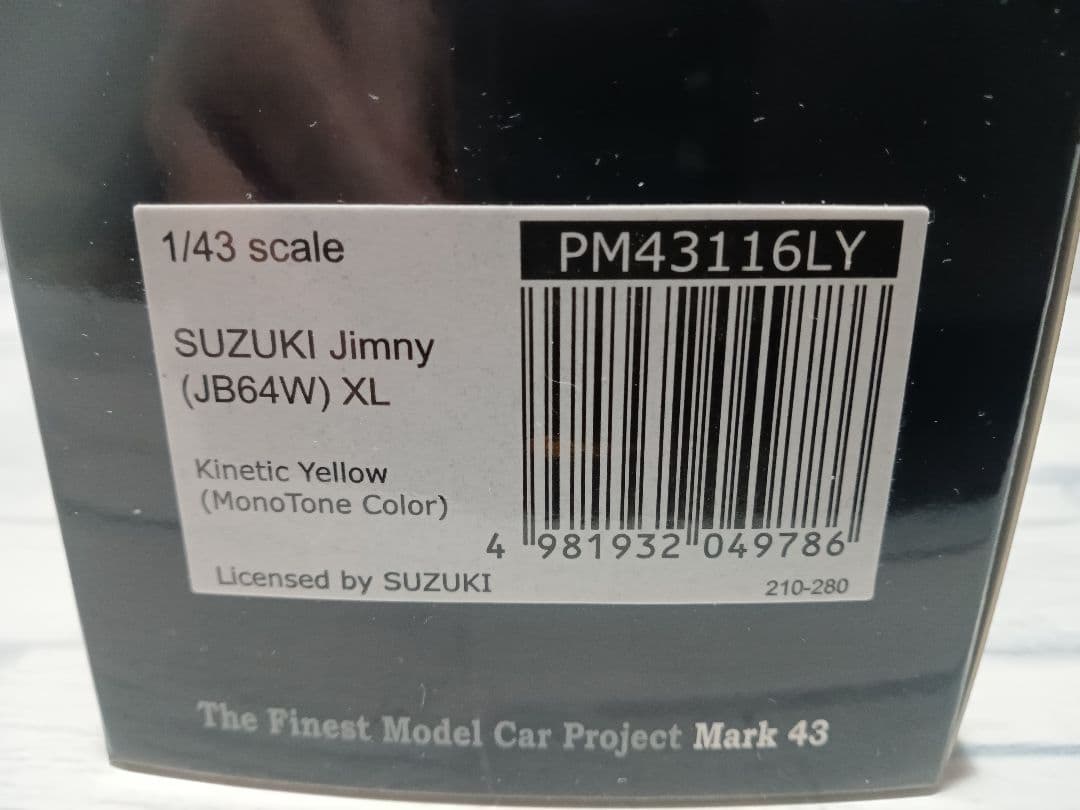 1/43 scale
PM43116LY
SUZUKI Jimny
(JB64W) XL
Kinetic Yellow
(MonoTone Color)
4 981932 049786
Licensed by SUZUKI
210-280
The Finest Model Car Project Mark 43